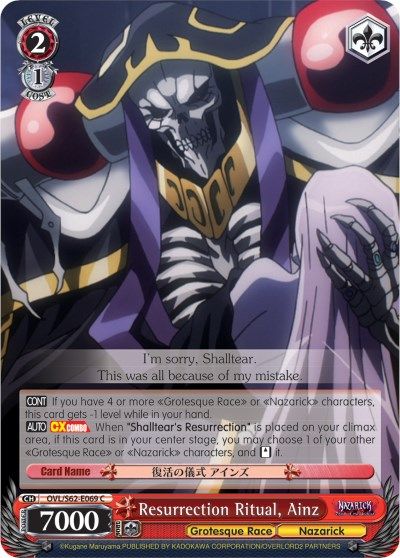 LEVEL
2
1
COST
I'm sorry, Shalltear.
This was all because of my mistake.
CONT If you have 4 or more «Grotesque Race» or «Nazarick» characters,
this card gets -1 level while in your hand.
AUTO CXCOMBO When "Shalltear's Resurrection" is placed on your climax
area, if this card is in your center stage, you may choose 1 of your other
«Grotesque Race» or «Nazarick» characters, and it.
Card Name 復活の儀式 アインズ
CH OVL/S62-E069 C
POWER 7000 Resurrection Ritual, Ainz NAZARICK
Grotesque Race Nazarick
©Kugane Maruyama,PUBLISHED BY KADOKAWA CORPORATION/OVERLORD2 PARTNERS